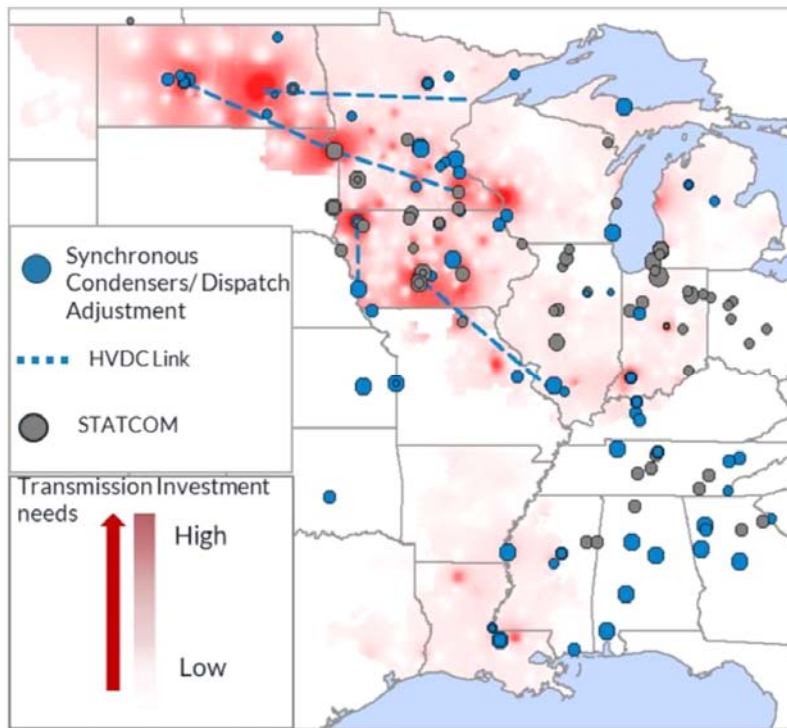 Synchronous
Condensers/ Dispatch
Adjustment
HVDC Link
STATCOM
Transmission Investment
needs
High
Low